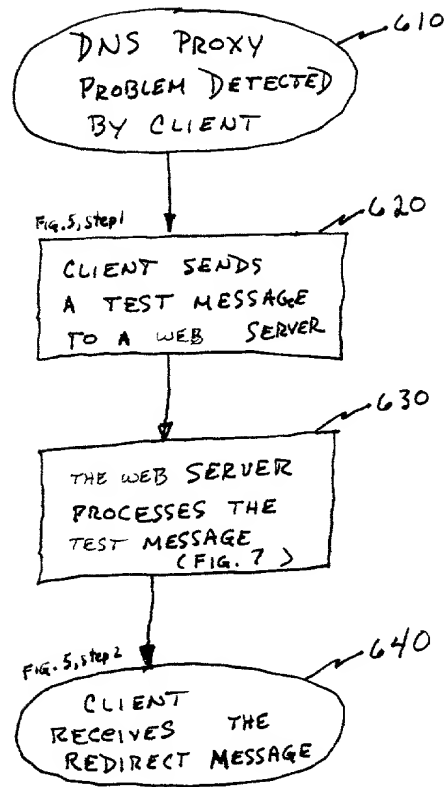 610
DNS PROXY
PROBLEM DETECTED
BY CLIENT
FIG. 5, step 1
620
CLIENT SENDS
A TEST MESSAGE
TO A WEB SERVER
630
THE WEB SERVER
PROCESSES THE
TEST MESSAGE
(FIG. 7)
FIG. 5, step 2
640
CLIENT
RECEIVES THE
REDIRECT MESSAGE